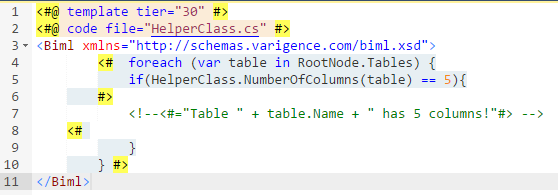 1 <#@ template tier="30" #>
2 <#@ code file="HelperClass.cs" #>
3 <Biml xmlns="http://schemas.varigence.com/biml.xsd">
4 <# foreach (var table in RootNode.Tables) {
5 if(HelperClass.NumberOfColumns(table) == 5){
6 #>
7 <!--<#="Table " + table.Name + " has 5 columns!"#> -->
8 <#
9 }
10 } #>
11 </Biml>